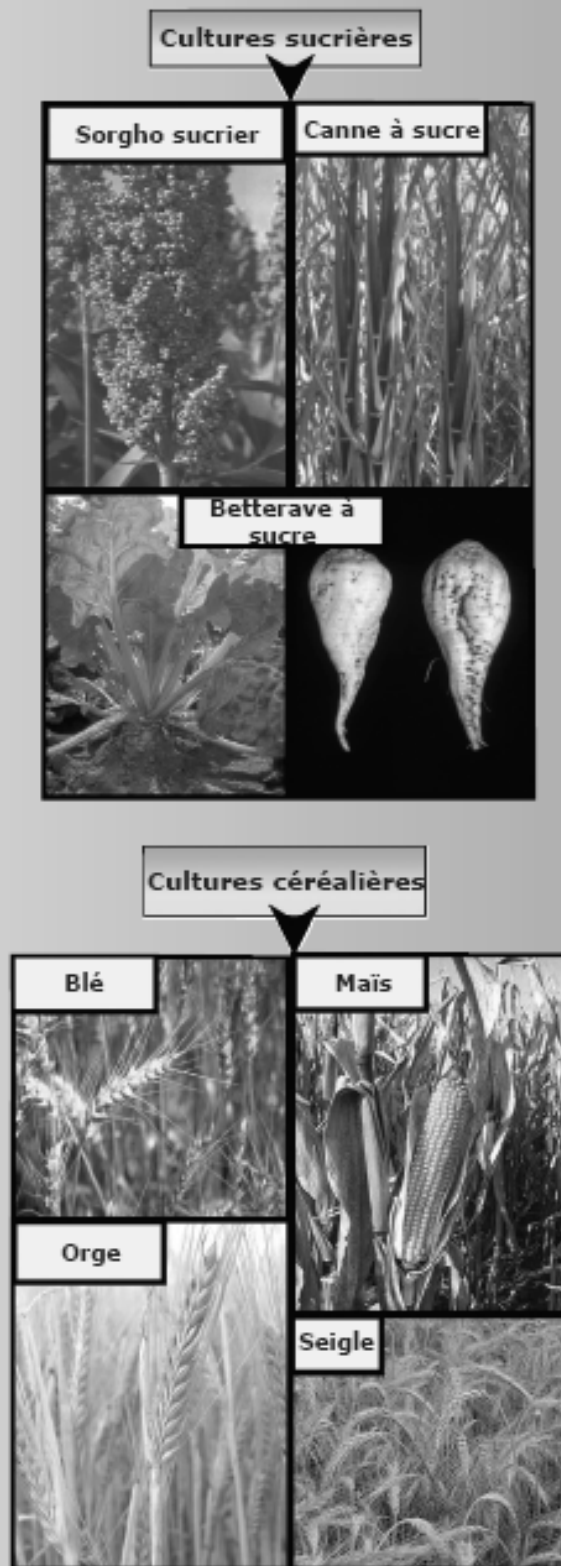 Cultures sucrières
Sorgho sucrier
Canne à sucre
Betterave à
sucre
Cultures céréalières
Blé
Maïs
Orge
Seigle